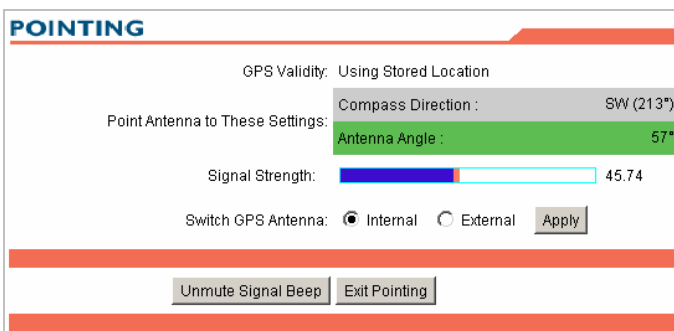 POINTING
GPS Validity: Using Stored Location
Point Antenna to These Settings:
Compass Direction : SW (213°)
Antenna Angle : 57°
Signal Strength: 45.74
Switch GPS Antenna: Internal External Apply
Unmute Signal Beep Exit Pointing